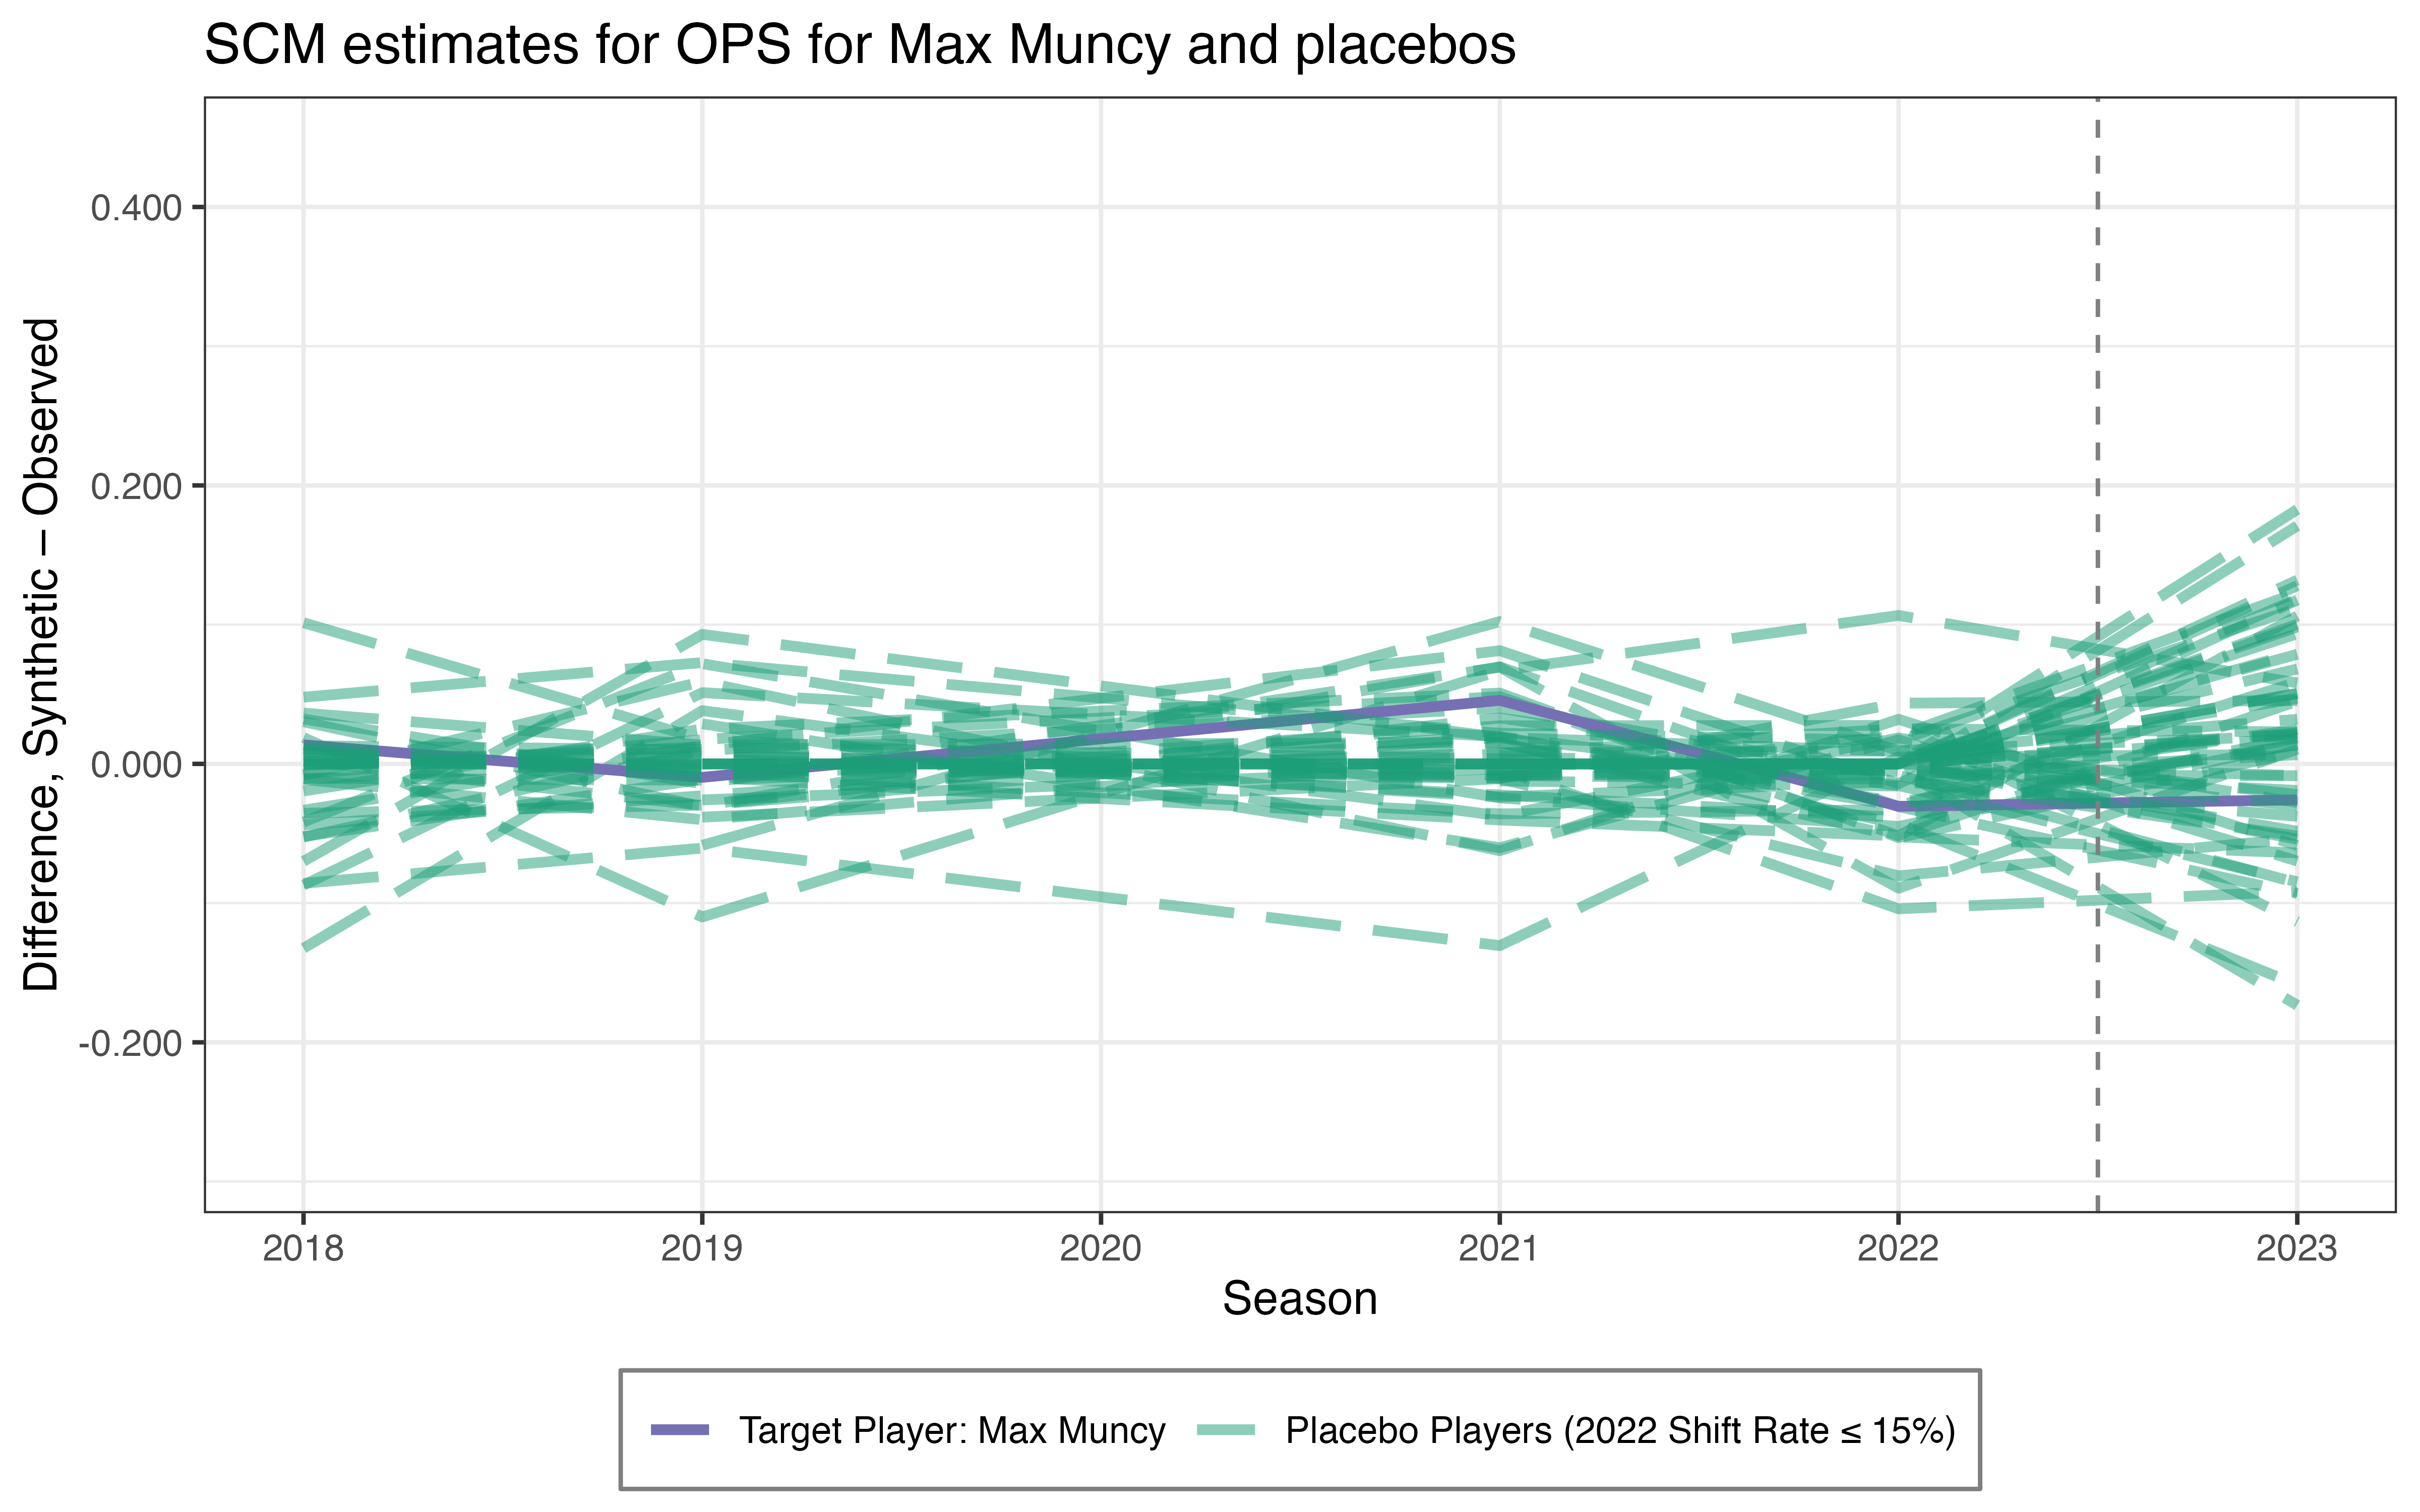 SCM estimates for OPS for Max Muncy and placebos
Difference, Synthetic – Observed
0.400
0.200
0.000
-0.200
2018 2019 2020 2021 2022 2023
Season
Target Player: Max Muncy Placebo Players (2022 Shift Rate ≤ 15%)